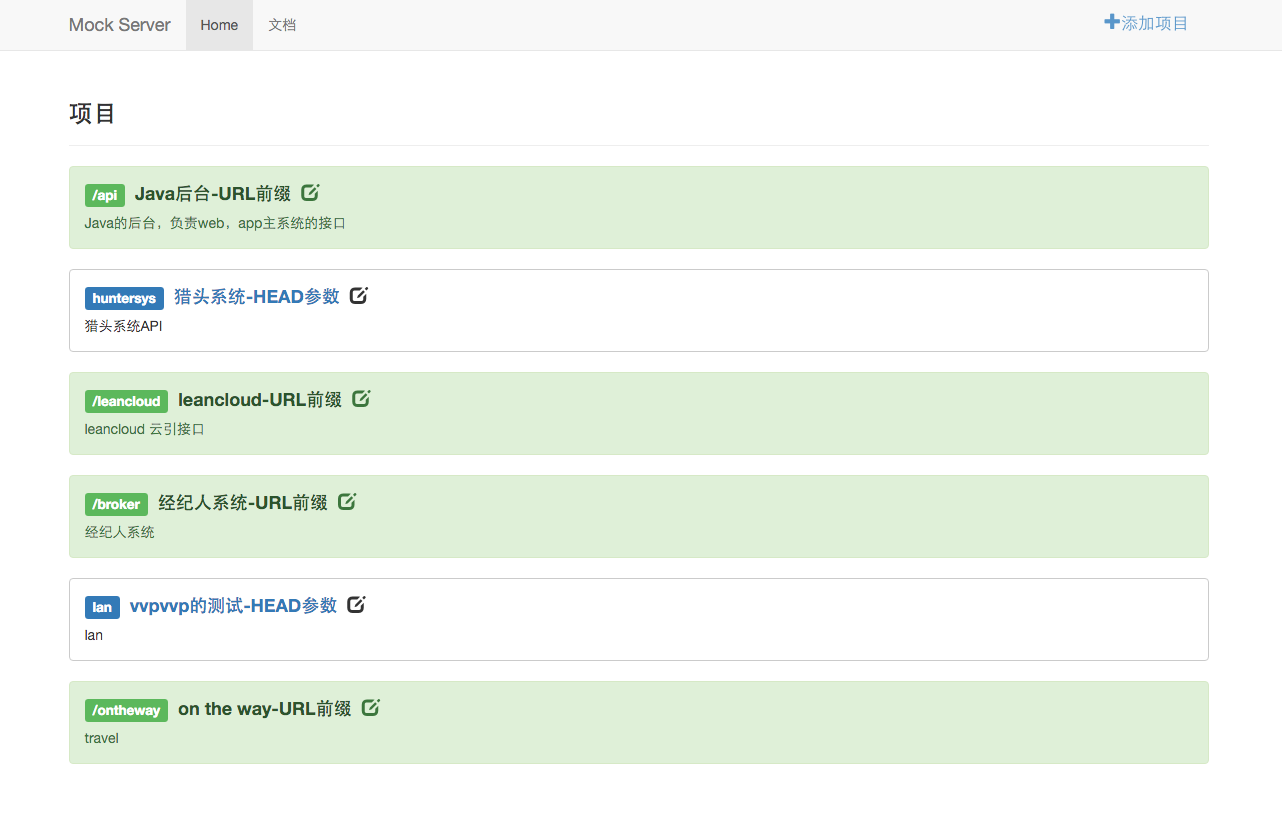 Mock Server Home 文档 添加项目
项目
/api Java后台-URL前缀
Java的后台，负责web，app主系统的接口
huntersys 猎头系统-HEAD参数
猎头系统API
/leancloud leancloud-URL前缀
leancloud 云引接口
/broker 经纪人系统-URL前缀
经纪人系统
lan vvpvvp的测试-HEAD参数
lan
/ontheway on the way-URL前缀
travel